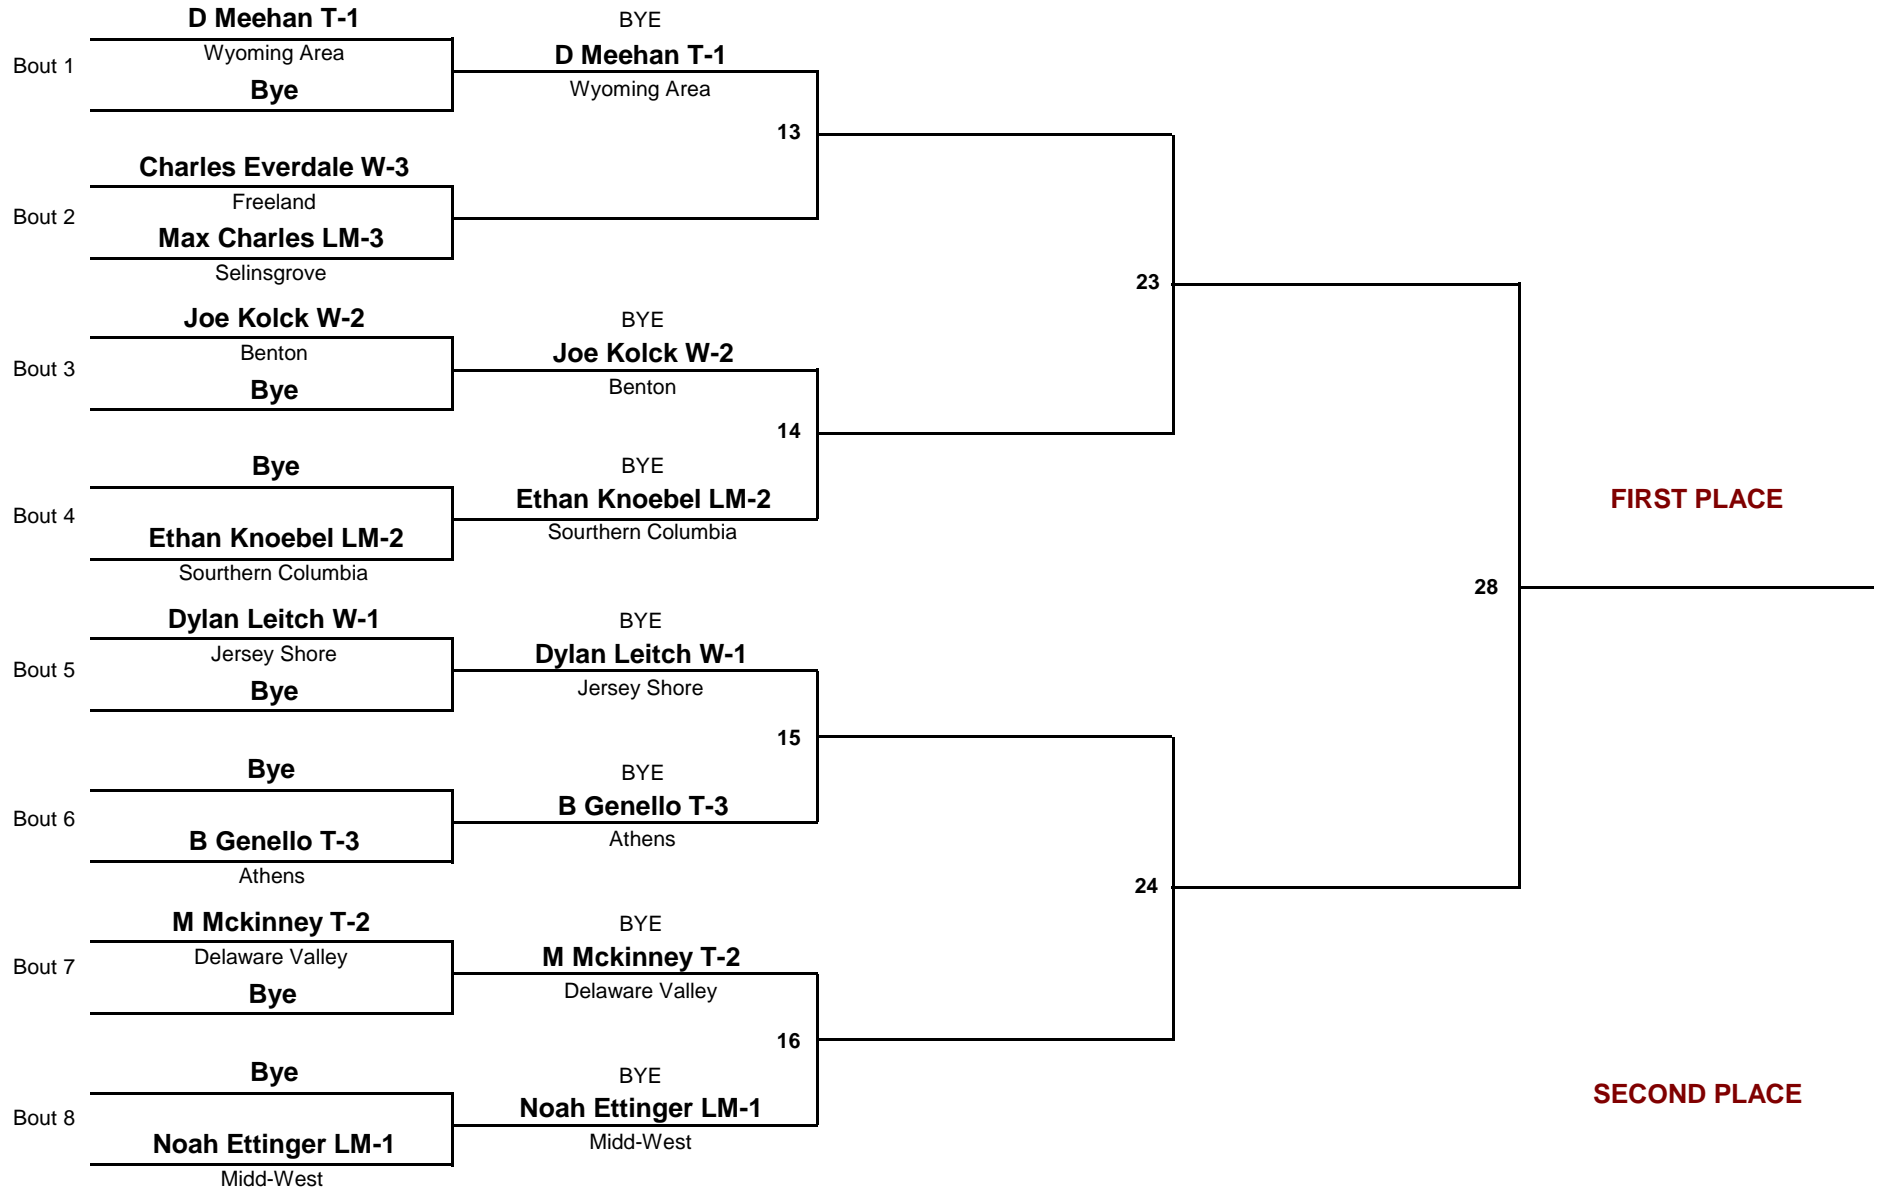 D Meehan T-1
BYE
Bout 1
Wyoming Area
D Meehan T-1
Bye
Wyoming Area
13
Charles Everdale W-3
Bout 2
Freeland
Max Charles LM-3
Selinsgrove
23
Joe Kolck W-2
BYE
Bout 3
Benton
Joe Kolck W-2
Bye
Benton
14
Bye
BYE
Bout 4
Ethan Knoebel LM-2
FIRST PLACE
Ethan Knoebel LM-2
Sourthern Columbia
Sourthern Columbia
28
Dylan Leitch W-1
BYE
Bout 5
Jersey Shore
Dylan Leitch W-1
Bye
Jersey Shore
15
Bye
BYE
Bout 6
B Genello T-3
B Genello T-3
Athens
Athens
24
M Mckinney T-2
BYE
Bout 7
Delaware Valley
M Mckinney T-2
Bye
Delaware Valley
16
Bye
BYE
SECOND PLACE
Bout 8
Noah Ettinger LM-1
Noah Ettinger LM-1
Midd-West
Midd-West